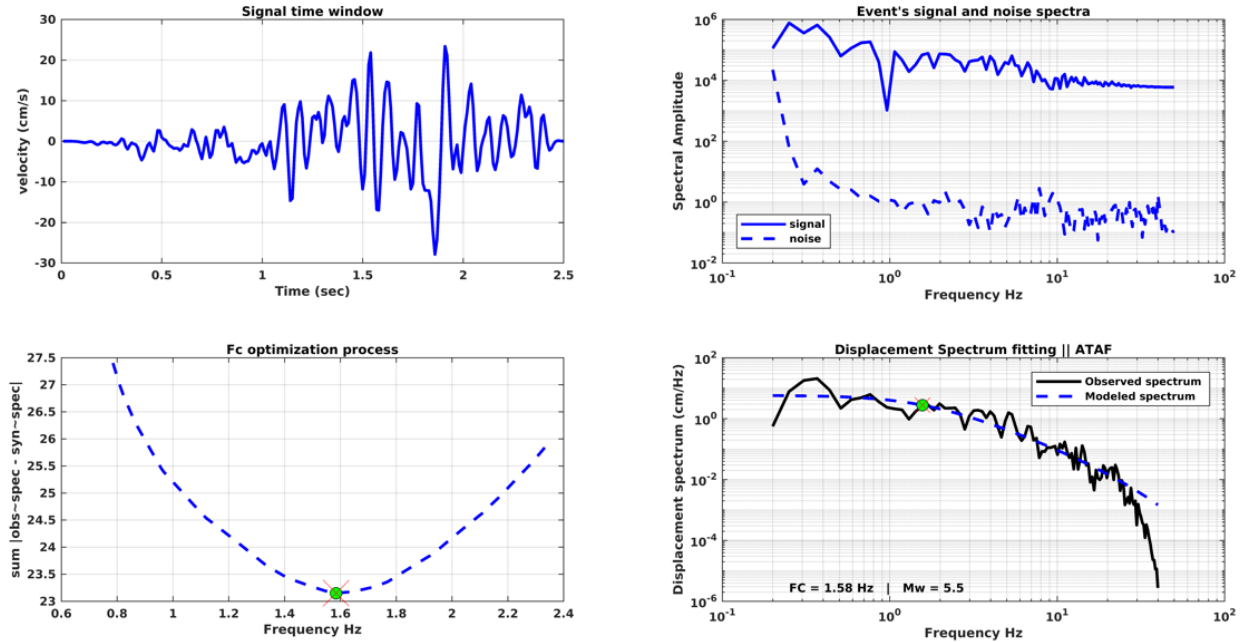 Signal time window
30
20
10
0
-10
-20
-30
velocity (cm/s)
0 0.5 1 1.5 2 2.5
Time (sec)
Event's signal and noise spectra
10^6
10^4
10^2
10^0
10^-2
Spectral Amplitude
signal
noise
10^-1 10^0 10^1 10^2
Frequency Hz
Fc optimization process
27.5
27
26.5
26
25.5
25
24.5
24
23.5
23
sum |obs~spec - syn~spec|
0.6 0.8 1 1.2 1.4 1.6 1.8 2 2.2 2.4
Frequency Hz
Displacement Spectrum fitting || ATAF
10^2
10^0
10^-2
10^-4
10^-6
Displacement spectrum (cm/Hz)
Observed spectrum
Modeled spectrum
FC = 1.58 Hz | Mw = 5.5
10^-1 10^0 10^1 10^2
Frequency Hz